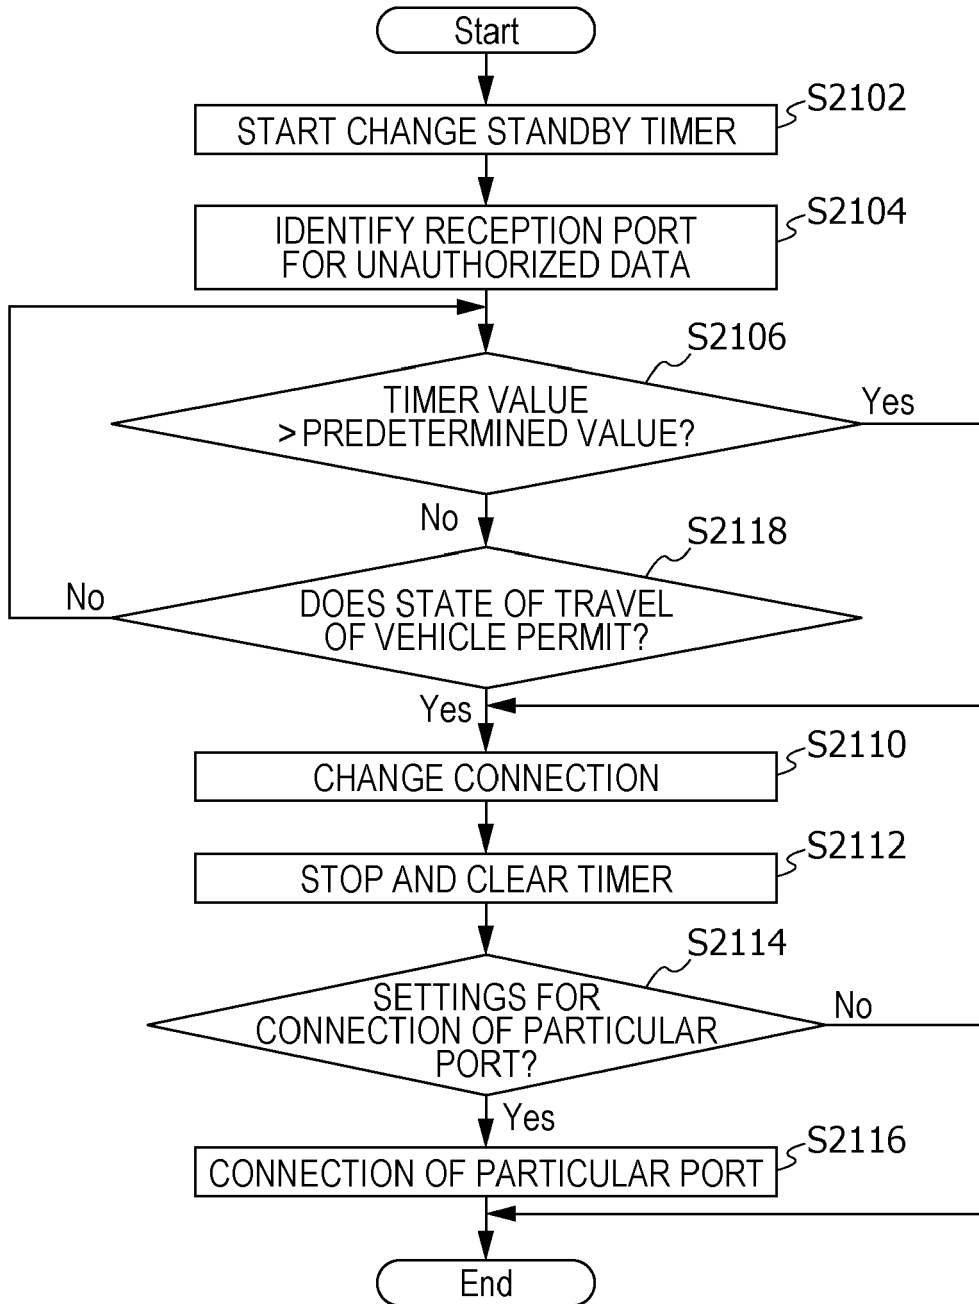 Start
S2102
START CHANGE STANDBY TIMER
S2104
IDENTIFY RECEPTION PORT
FOR UNAUTHORIZED DATA
S2106
TIMER VALUE
> PREDETERMINED VALUE?
Yes
No
S2118
DOES STATE OF TRAVEL
OF VEHICLE PERMIT?
No
Yes
S2110
CHANGE CONNECTION
S2112
STOP AND CLEAR TIMER
S2114
SETTINGS FOR
CONNECTION OF PARTICULAR
PORT?
No
Yes
S2116
CONNECTION OF PARTICULAR PORT
End